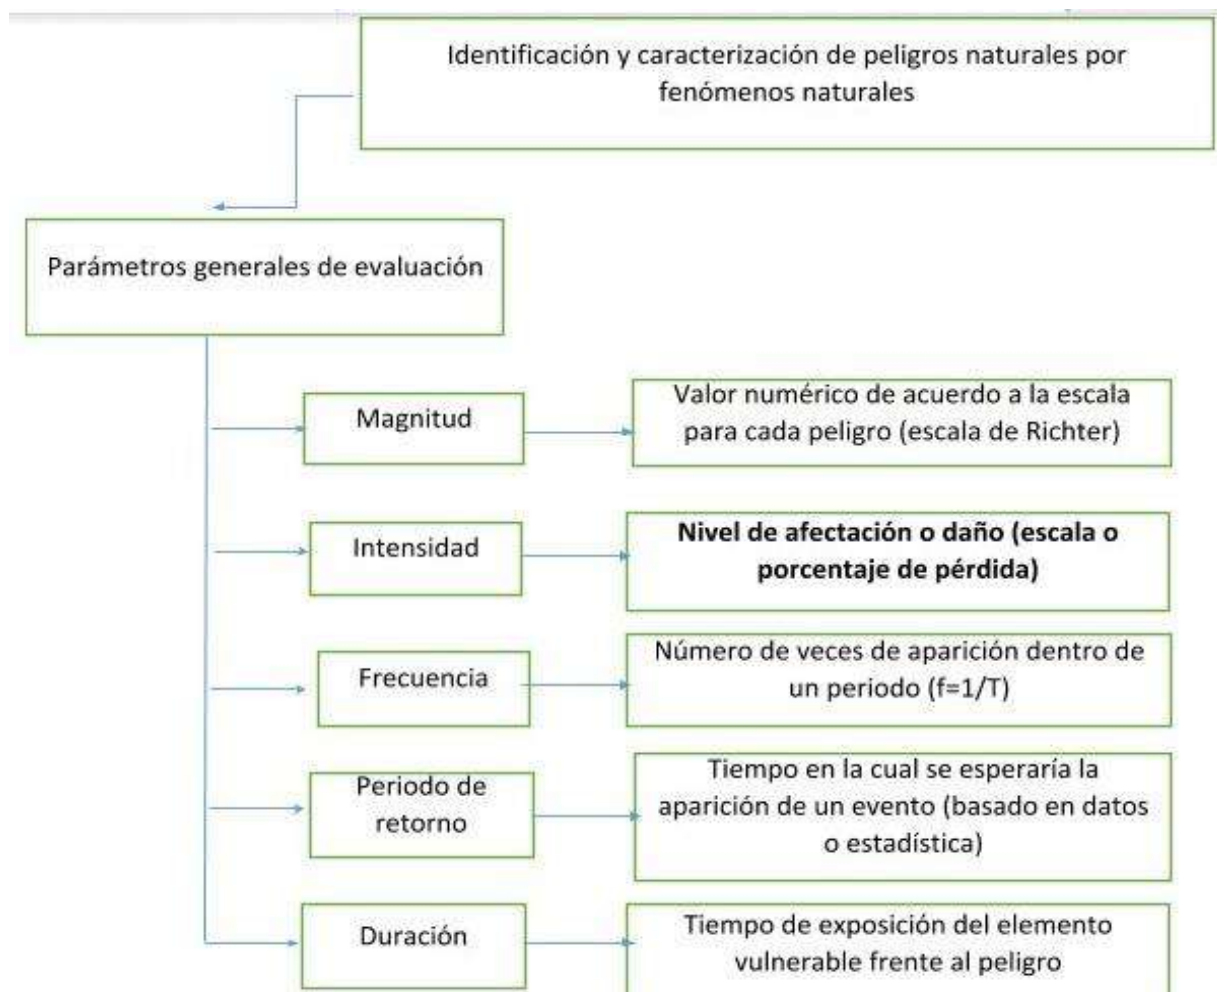 Identificación y caracterización de peligros naturales por
fenómenos naturales
Parámetros generales de evaluación
Magnitud
Valor numérico de acuerdo a la escala
para cada peligro (escala de Richter)
Intensidad
Nivel de afectación o daño (escala o
porcentaje de pérdida)
Frecuencia
Número de veces de aparición dentro de
un periodo (f=1/T)
Periodo de
retorno
Tiempo en la cual se esperaría la
aparición de un evento (basado en datos
o estadística)
Duración
Tiempo de exposición del elemento
vulnerable frente al peligro